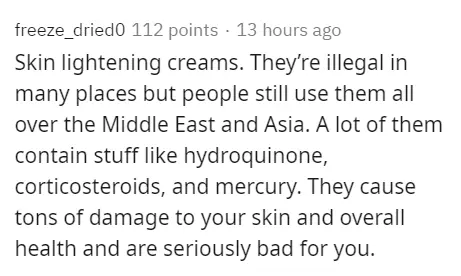 freeze_dried0 112 points · 13 hours ago
Skin lightening creams. They’re illegal in
many places but people still use them all
over the Middle East and Asia. A lot of them
contain stuff like hydroquinone,
corticosteroids, and mercury. They cause
tons of damage to your skin and overall
health and are seriously bad for you.